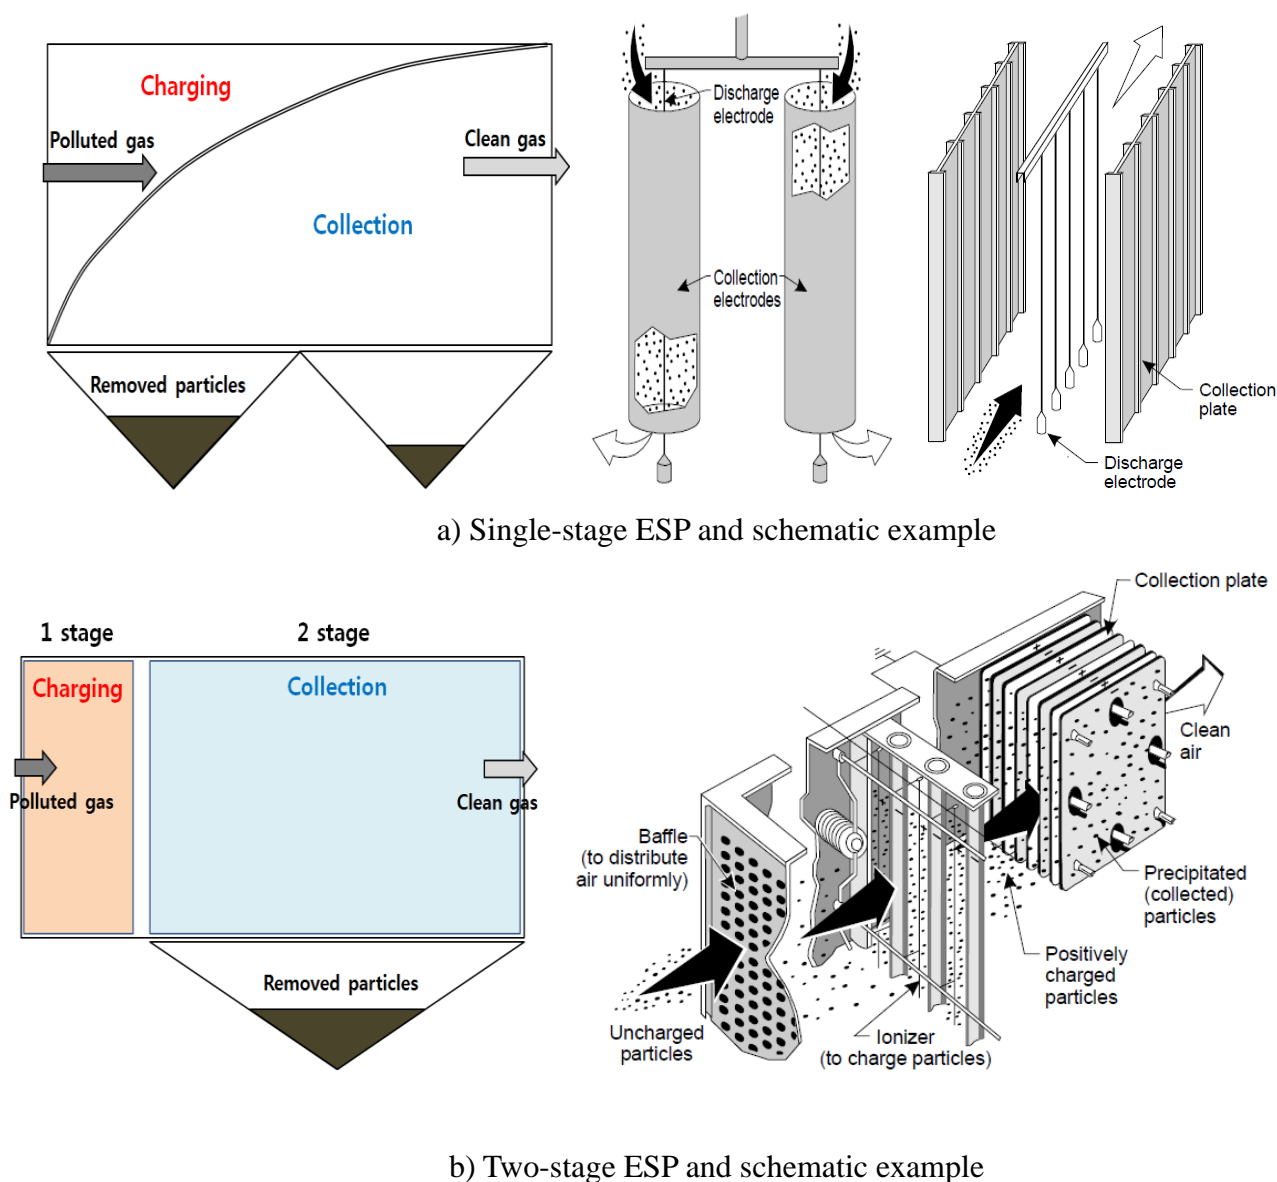 Charging
Polluted gas
Clean gas
Collection
Removed particles
Discharge
electrode
Collection
electrodes
Collection
plate
Discharge
electrode
a) Single-stage ESP and schematic example
1 stage
2 stage
Charging
Collection
Polluted gas
Clean gas
Removed particles
Collection plate
Clean
air
Baffle
(to distribute
air uniformly)
Precipitated
(collected)
particles
Positively
charged
particles
Uncharged
particles
Ionizer
(to charge particles)
b) Two-stage ESP and schematic example